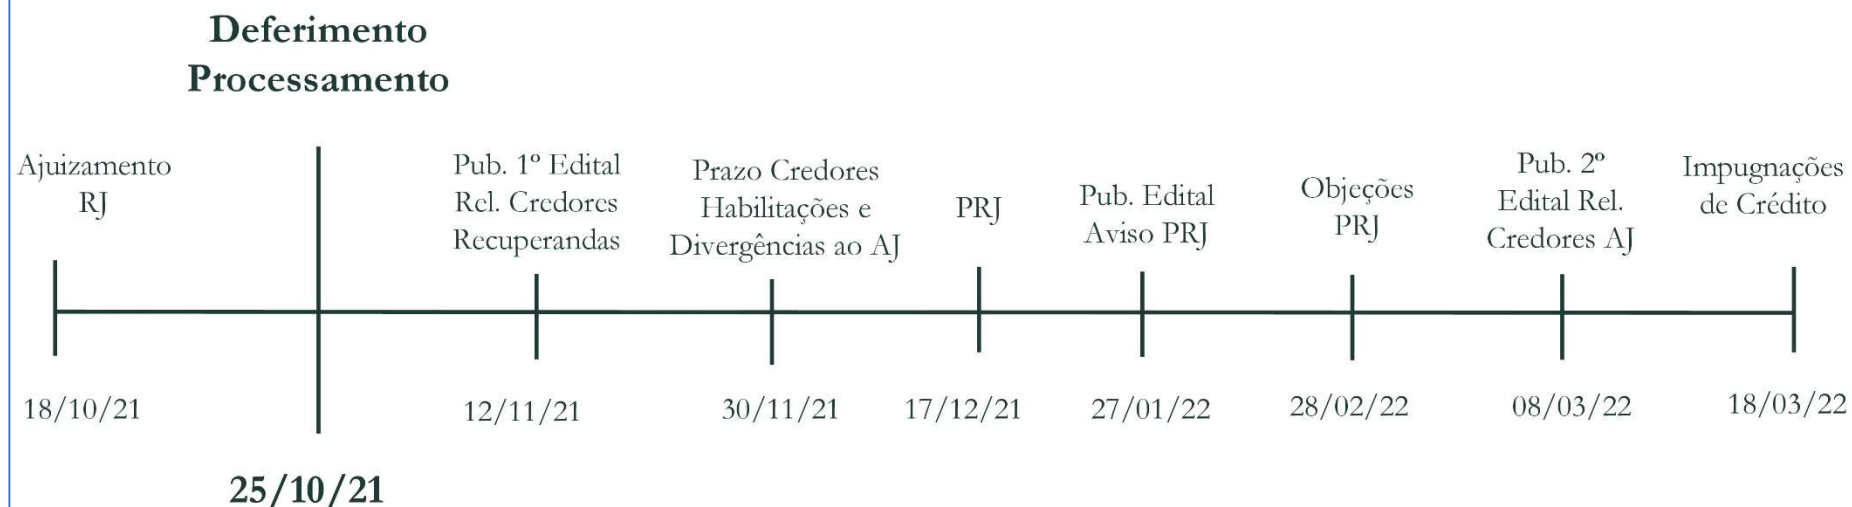 Deferimento
Processamento
Ajuizamento
RJ
Pub. 1º Edital
Rel. Credores
Recuperandas
Prazo Credores
Habilitações e
Divergências ao AJ
PRJ
Pub. Edital
Aviso PRJ
Objeções
PRJ
Pub. 2º
Edital Rel.
Credores AJ
Impugnações
de Crédito
18/10/21
25/10/21
12/11/21
30/11/21
17/12/21
27/01/22
28/02/22
08/03/22
18/03/22